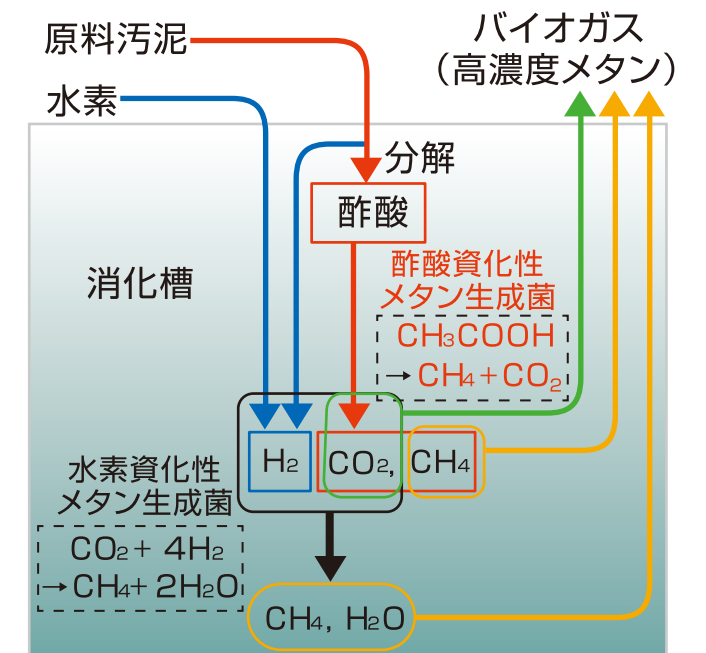 原料汚泥
バイオガス
（高濃度メタン）
水素
分解
酢酸
消化槽
酢酸資化性
メタン生成菌
CH₃COOH
→CH₄+CO₂
H₂
CO₂,
CH₄
水素資化性
メタン生成菌
CO₂+ 4H₂
→CH₄+ 2H₂O
CH₄, H₂O